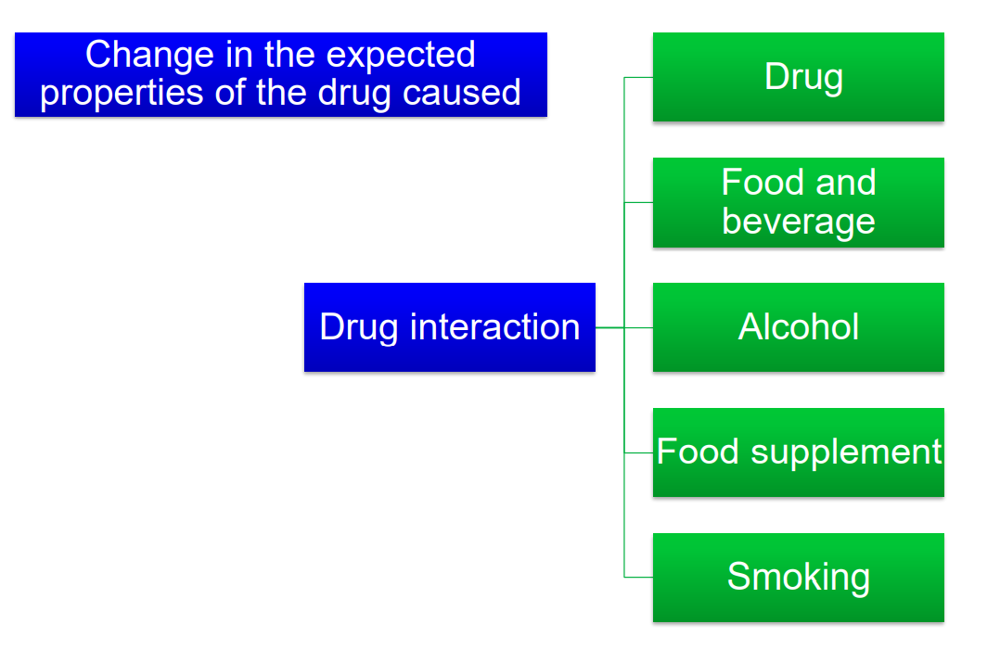 Change in the expected
properties of the drug caused
Drug
Food and
beverage
Drug interaction
Alcohol
Food supplement
Smoking